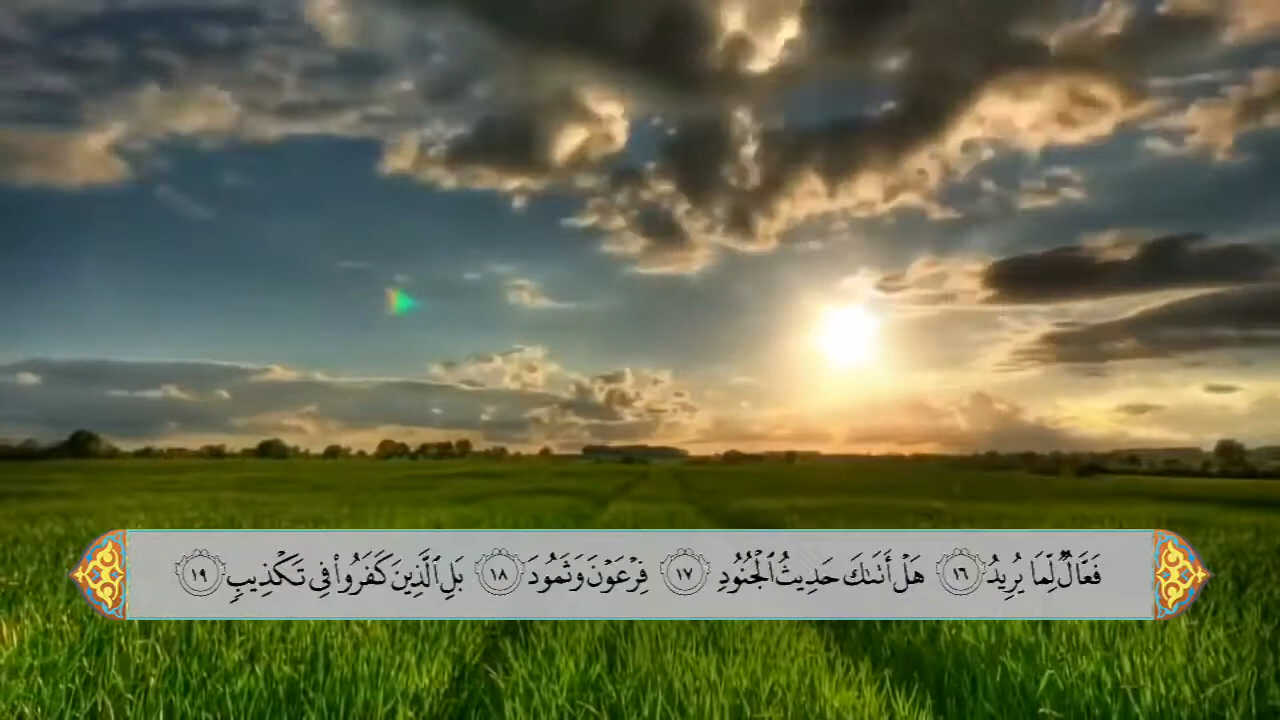 فَعَّالٌ لِّمَا يُرِيدُ ١٦ هَلْ أَتَىٰكَ حَدِيثُ ٱلْجُنُودِ ١٧ فِرْعَوْنَ وَثَمُودَ ١٨ بَلِ ٱلَّذِينَ كَفَرُوا۟ فِى تَكْذِيبٍ ١٩